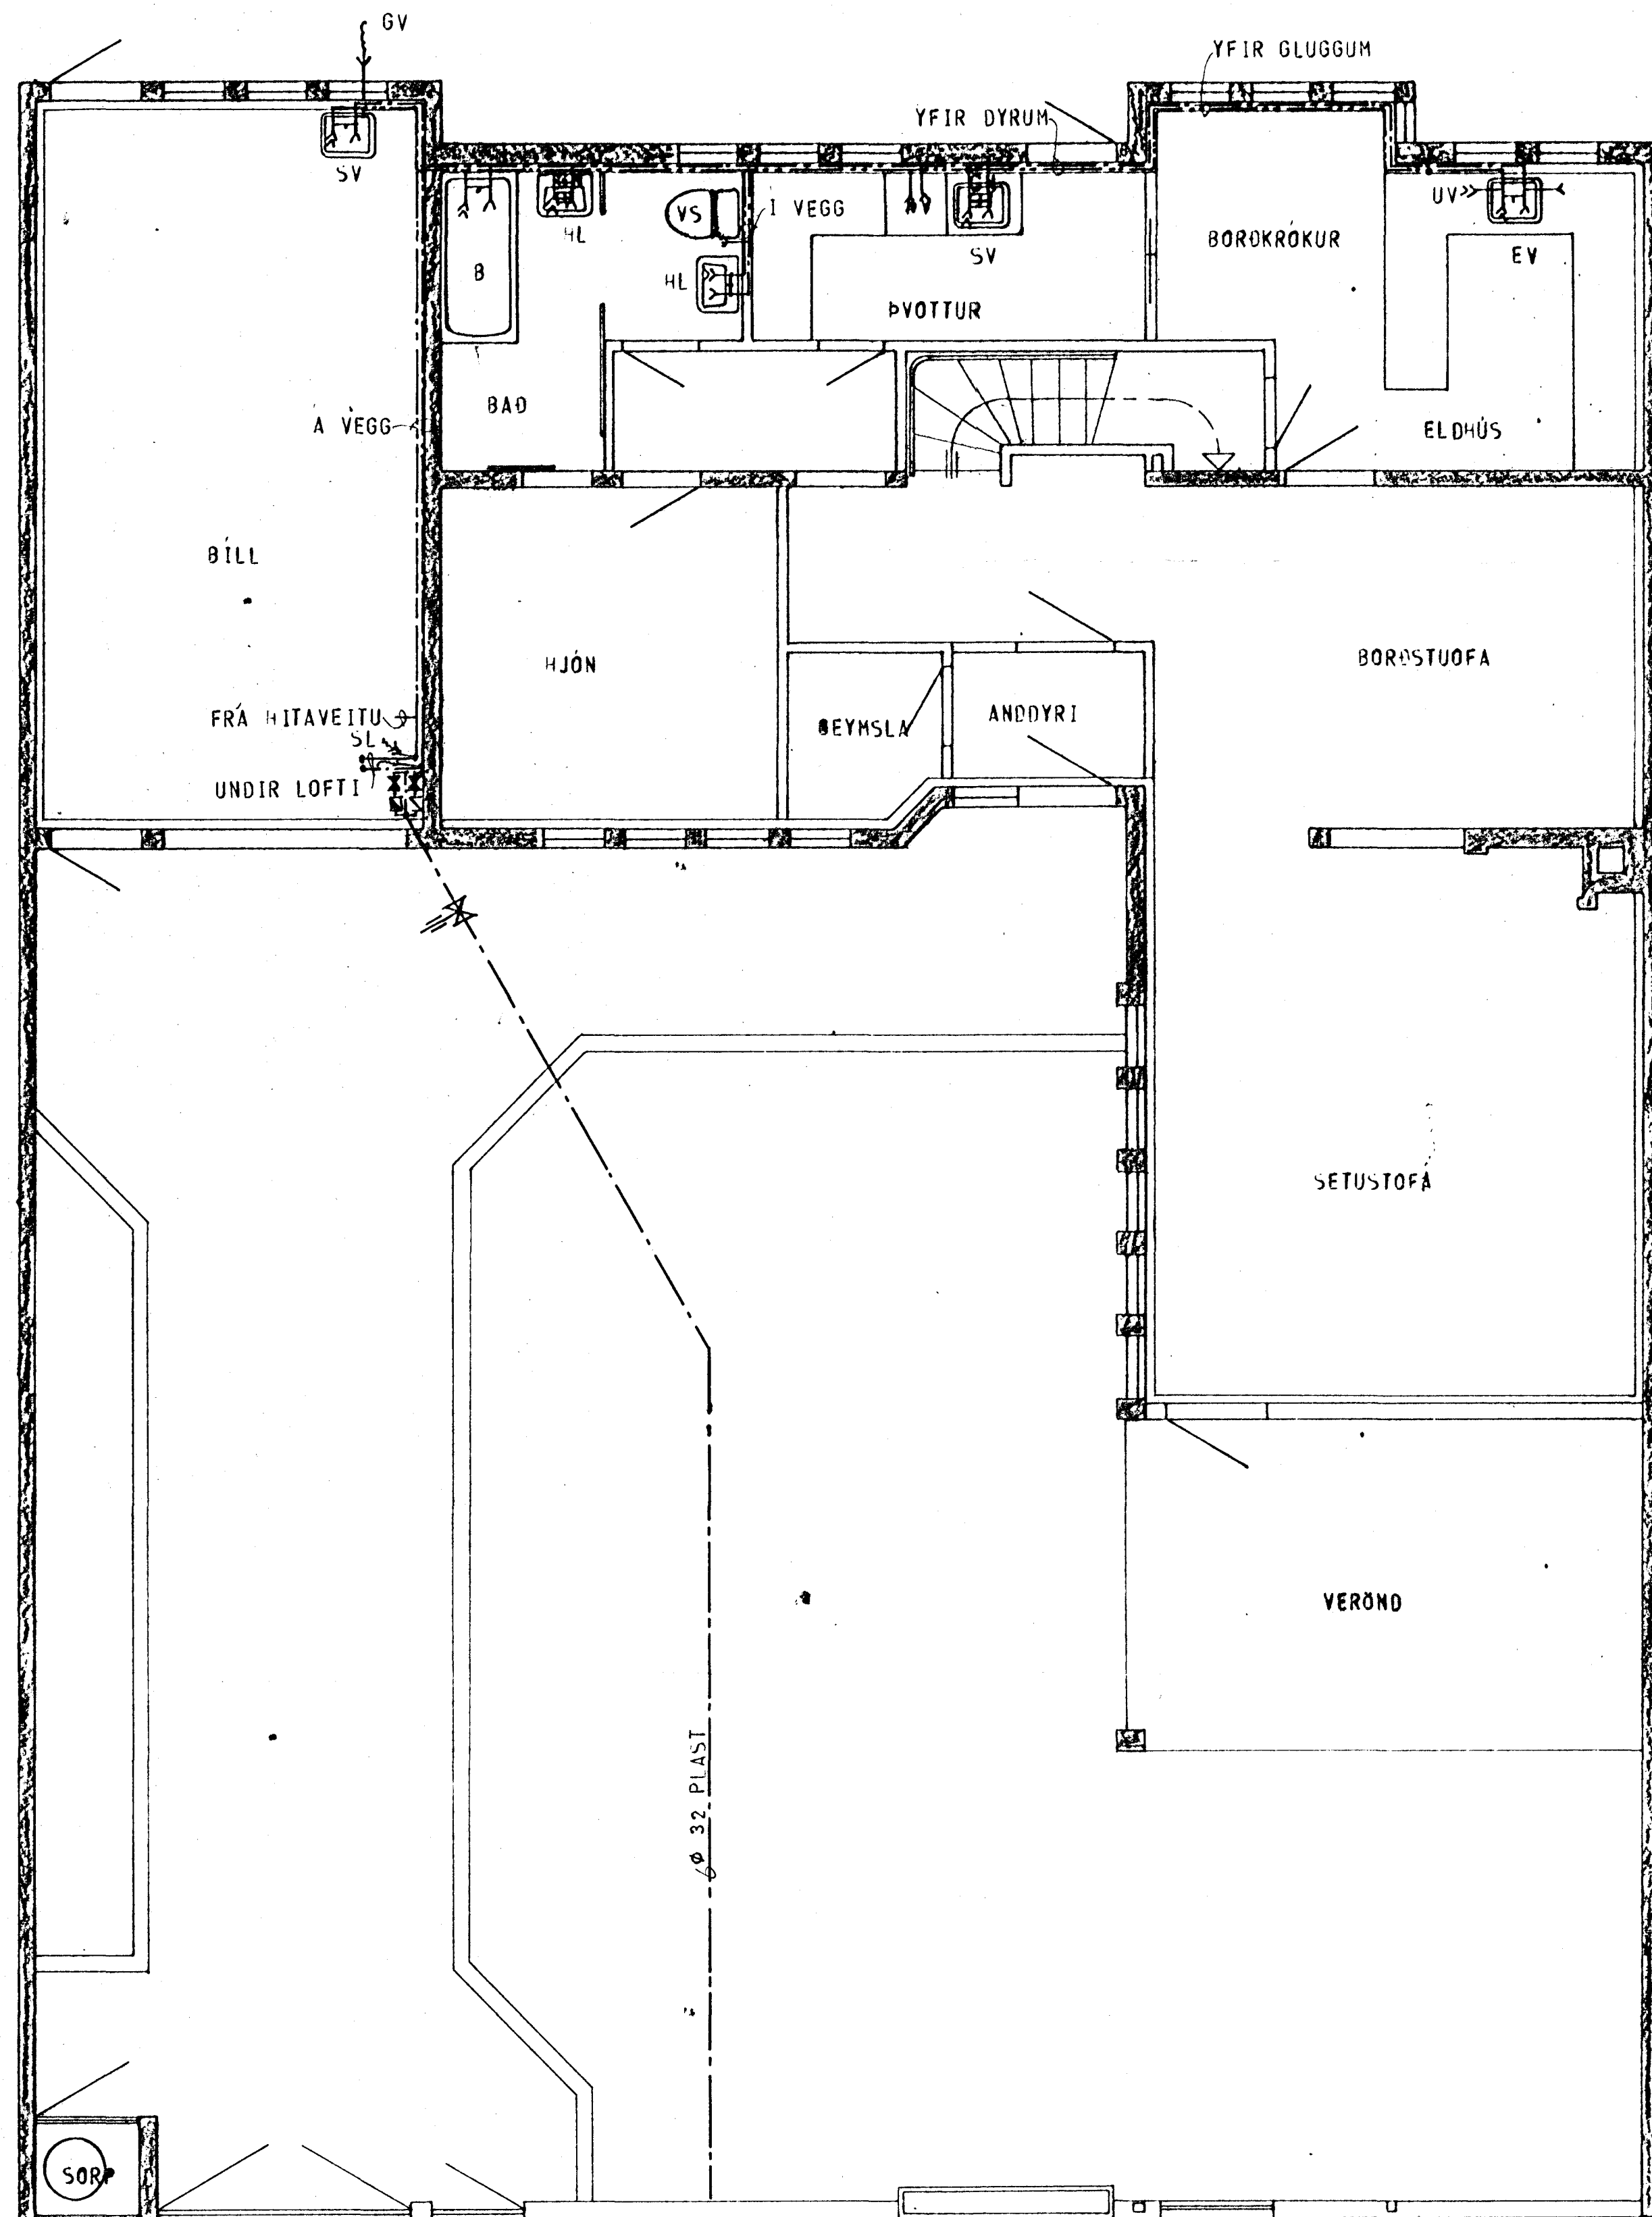 GV
YFIR GLUGGUM
YFIR DYRUM
SV
VS
Í VEGG
HL
B
HL
SV
ÞVOTTUR
BORÐKRÓKUR
UV
EV
BAÐ
Á VEGG
ELDHÚS
BÍLL
HJÓN
BORÐSTUOFA
GEYMSLA
ANDDYRI
FRÁ HITAVEITU
SL
UNDIR LOFTI
SETUSTOFA
VERÖND
Ø 32 PLAST
SORP